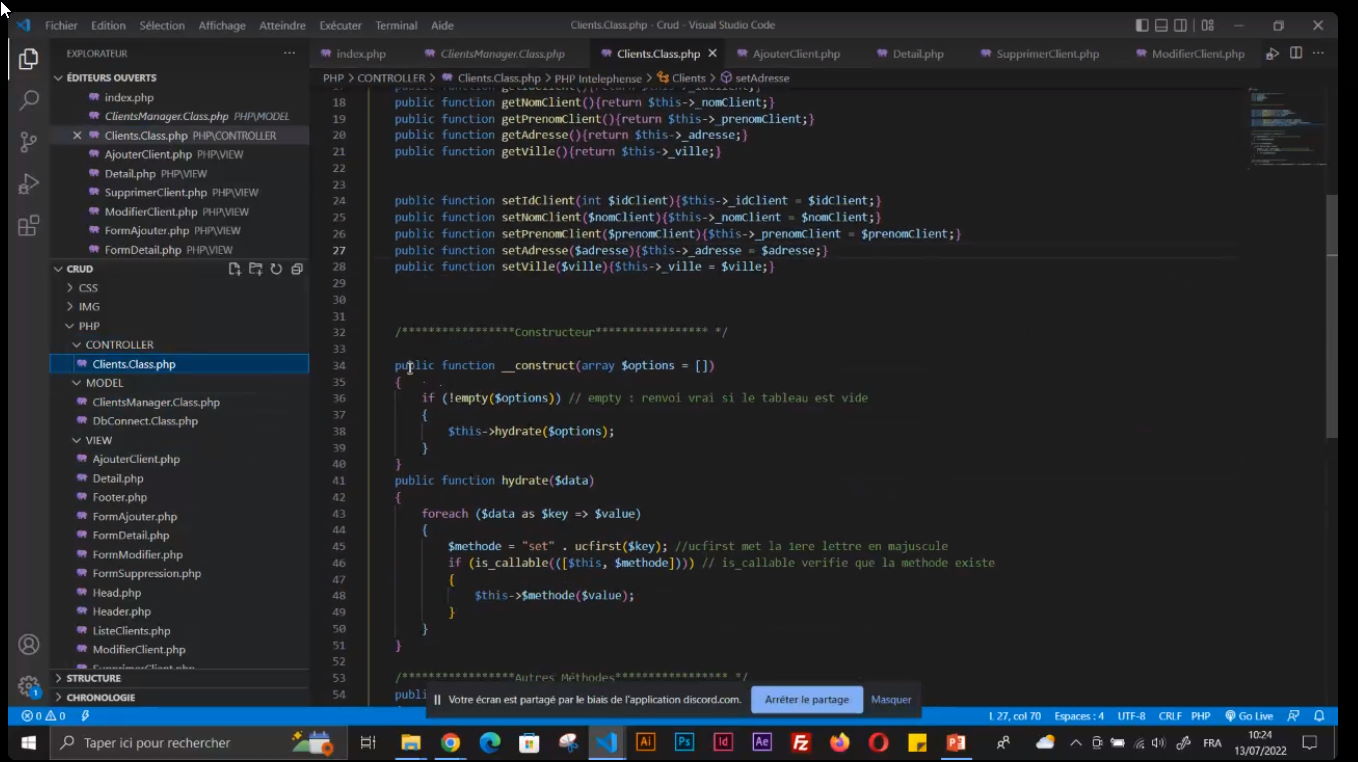 Fichier Edition Sélection Affichage Atteindre Exécuter Terminal Aide Clients.Class.php - Crud - Visual Studio Code
EXPLORATEUR
index.php ClientsManager.Class.php Clients.Class.php AjouterClient.php Detail.php SupprimerClient.php ModifierClient.php
PHP > CONTROLLER > Clients.Class.php > PHP Intelephense > Clients > setAdresse
ÉDITEURS OUVERTS
index.php
ClientsManager.Class.php PHP\MODEL
Clients.Class.php PHP\CONTROLLER
AjouterClient.php PHP\VIEW
Detail.php PHP\VIEW
SupprimerClient.php PHP\VIEW
ModifierClient.php PHP\VIEW
FormAjouter.php PHP\VIEW
FormDetail.php PHP\VIEW
CRUD
CSS
IMG
PHP
CONTROLLER
Clients.Class.php
MODEL
ClientsManager.Class.php
DbConnect.Class.php
VIEW
AjouterClient.php
Detail.php
Footer.php
FormAjouter.php
FormDetail.php
FormModifier.php
FormSuppression.php
Head.php
Header.php
ListeClients.php
ModifierClient.php
SupprimerClient.php
STRUCTURE
CHRONOLOGIE
18 public function getNomClient(){return $this->_nomClient;}
19 public function getPrenomClient(){return $this->_prenomClient;}
20 public function getAdresse(){return $this->_adresse;}
21 public function getVille(){return $this->_ville;}
22
23
24 public function setIdClient(int $idClient){$this->_idClient = $idClient;}
25 public function setNomClient($nomClient){$this->_nomClient = $nomClient;}
26 public function setPrenomClient($prenomClient){$this->_prenomClient = $prenomClient;}
27 public function setAdresse($adresse){$this->_adresse = $adresse;}
28 public function setVille($ville){$this->_ville = $ville;}
29
30
31
32 /*****************Constructeur***************** */
33
34 public function __construct(array $options = [])
35 {
36 if (!empty($options)) // empty : renvoi vrai si le tableau est vide
37 {
38 $this->hydrate($options);
39 }
40 }
41 public function hydrate($data)
42 {
43 foreach ($data as $key => $value)
44 {
45 $methode = "set" . ucfirst($key); //ucfirst met la 1ere lettre en majuscule
46 if (is_callable(([$this, $methode]))) // is_callable verifie que la methode existe
47 {
48 $this->$methode($value);
49 }
50 }
51 }
52
53 /*****************Autres Méthodes***************** */
54 publi
Votre écran est partagé par le biais de l'application discord.com. Arrêter le partage Masquer
0 0 L 27, col 70 Espaces : 4 UTF-8 CRLF PHP Go Live
Taper ici pour rechercher Ai Ps Id Ae Fz FRA 10:24
13/07/2022